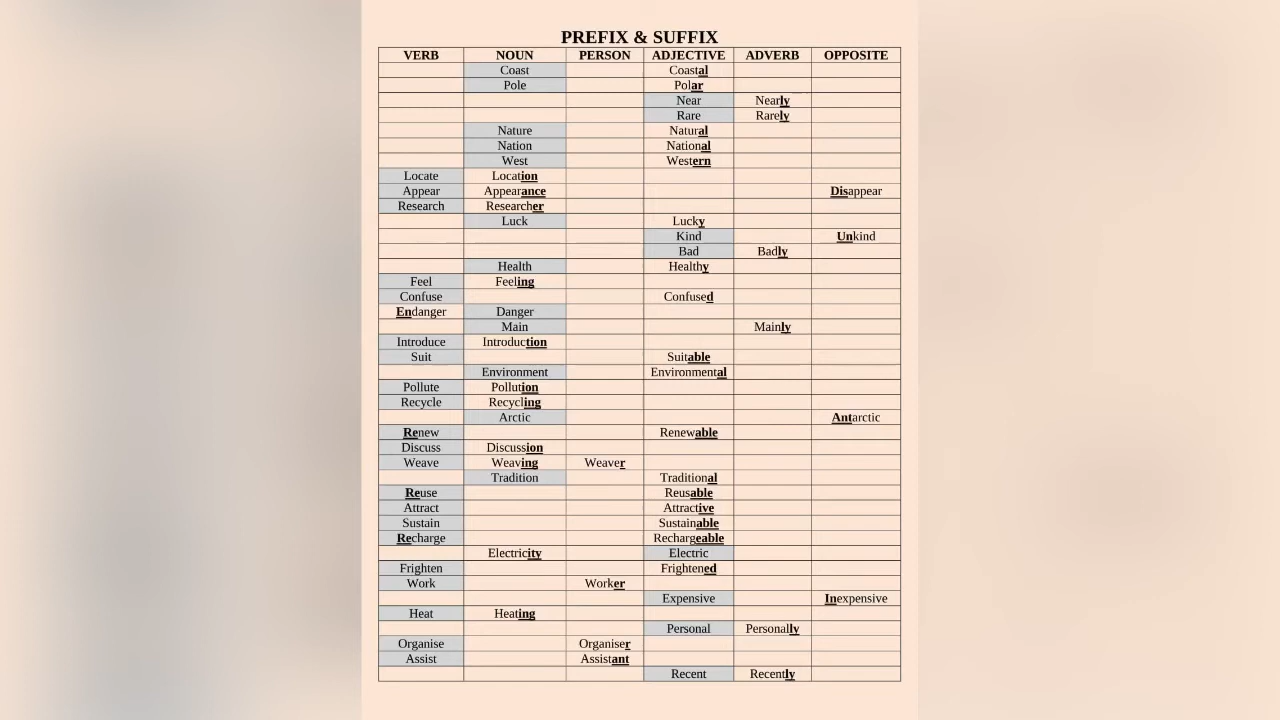 PREFIX & SUFFIX
VERB NOUN PERSON ADJECTIVE ADVERB OPPOSITE
Coast Coastal
Pole Polar
Near Nearly
Rare Rarely
Nature Natural
Nation National
West Western
Locate Location
Appear Appearance Disappear
Research Researcher
Luck Lucky
Kind Unkind
Bad Badly
Health Healthy
Feel Feeling
Confuse Confused
Endanger Danger
Main Mainly
Introduce Introduction
Suit Suitable
Environment Environmental
Pollute Pollution
Recycle Recycling
Arctic Antarctic
Renew Renewable
Discuss Discussion
Weave Weaving Weaver
Tradition Traditional
Reuse Reusable
Attract Attractive
Sustain Sustainable
Recharge Rechargeable
Electricity Electric
Frighten Frightened
Work Worker
Expensive Inexpensive
Heat Heating
Personal Personally
Organise Organiser
Assist Assistant
Recent Recently